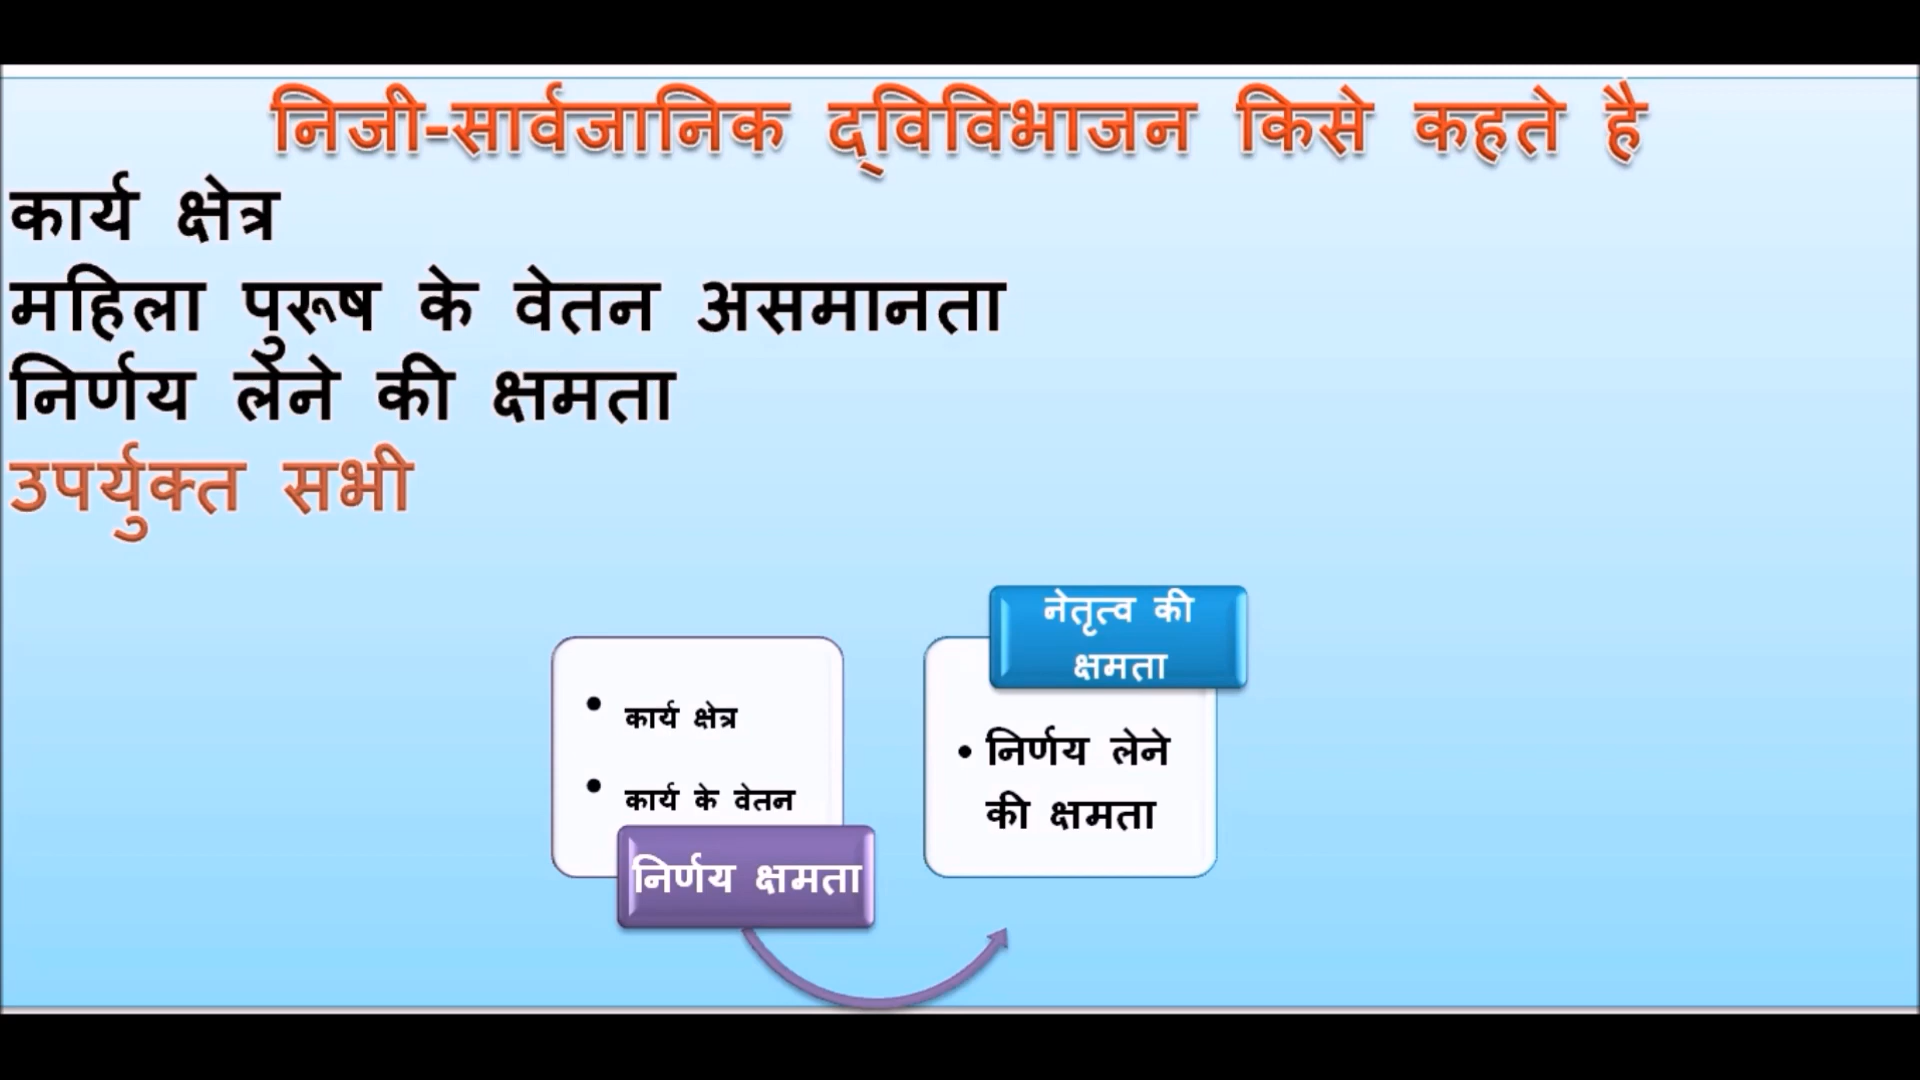 निजी-सार्वजानिक द्विविभाजन किसे कहते है
कार्य क्षेत्र
महिला पुरूष के वेतन असमानता
निर्णय लेने की क्षमता
उपर्युक्त सभी
• कार्य क्षेत्र
• कार्य के वेतन
निर्णय क्षमता
नेतृत्व की
क्षमता
• निर्णय लेने
की क्षमता